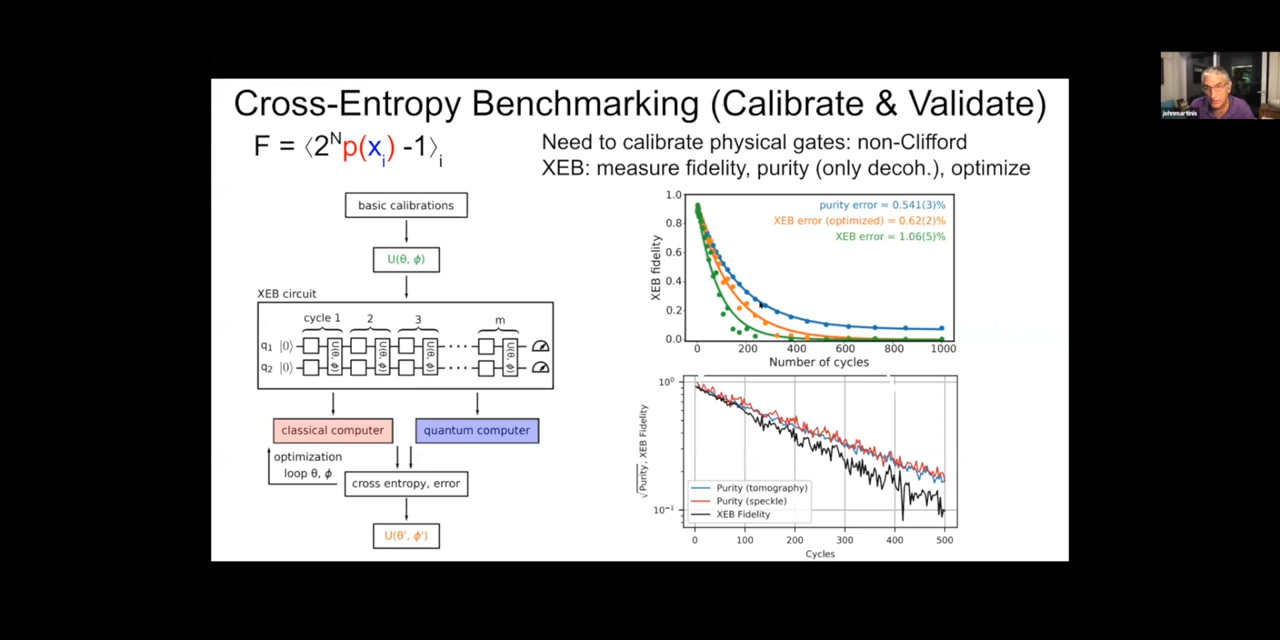 Cross-Entropy Benchmarking (Calibrate & Validate)
F = ⟨2ᴺp(xᵢ) -1⟩ᵢ
Need to calibrate physical gates: non-Clifford
XEB: measure fidelity, purity (only decoh.), optimize
basic calibrations
U(θ, ϕ)
XEB circuit
cycle 1 2 3 m
q₁ |0⟩ U(θ, ϕ) U(θ, ϕ) U(θ, ϕ) U(θ, ϕ)
q₂ |0⟩
classical computer
quantum computer
optimization
loop θ, ϕ
cross entropy, error
U(θ', ϕ')
purity error = 0.541(3)%
XEB error (optimized) = 0.62(2)%
XEB error = 1.06(5)%
XEB fidelity
1.0
0.8
0.6
0.4
0.2
0.0
0 200 400 600 800 1000
Number of cycles
√Purity, XEB Fidelity
10⁰
10⁻¹
Purity (tomography)
Purity (speckle)
XEB Fidelity
0 100 200 300 400 500
Cycles
johnmartinis